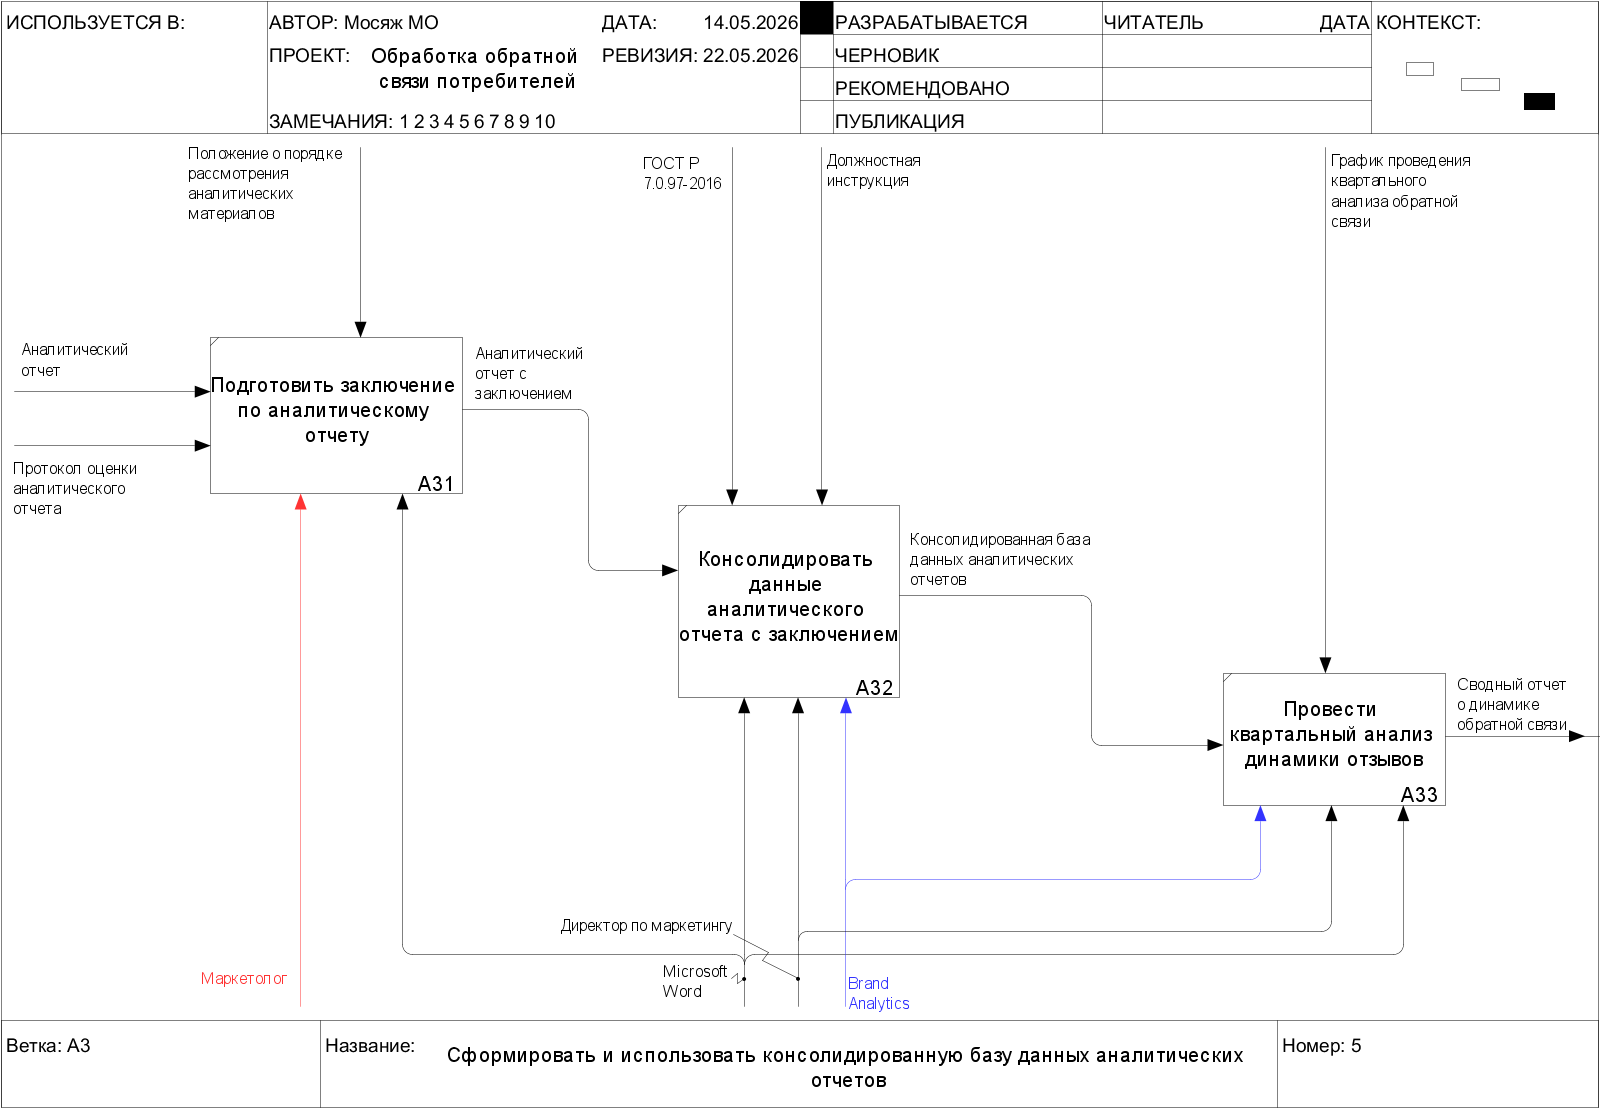 ИСПОЛЬЗУЕТСЯ В:
АВТОР: Мосяж МО
ДАТА: 14.05.2026
ПРОЕКТ: Обработка обратной
связи потребителей
РЕВИЗИЯ: 22.05.2026
ЗАМЕЧАНИЯ: 1 2 3 4 5 6 7 8 9 10
РАЗРАБАТЫВАЕТСЯ
ЧЕРНОВИК
РЕКОМЕНДОВАНО
ПУБЛИКАЦИЯ
ЧИТАТЕЛЬ
ДАТА
КОНТЕКСТ:
Положение о порядке
рассмотрения
аналитических
материалов
ГОСТ Р
7.0.97-2016
Должностная
инструкция
График проведения
квартального
анализа обратной
связи
Аналитический
отчет
Протокол оценки
аналитического
отчета
Подготовить заключение
по аналитическому
отчету
А31
Аналитический
отчет с
заключением
Консолидировать
данные
аналитического
отчета с заключением
А32
Консолидированная база
данных аналитических
отчетов
Провести
квартальный анализ
динамики отзывов
А33
Сводный отчет
о динамике
обратной связи
Маркетолог
Директор по маркетингу
Microsoft
Word
Brand
Analytics
Ветка: А3
Название:
Сформировать и использовать консолидированную базу данных аналитических
отчетов
Номер: 5